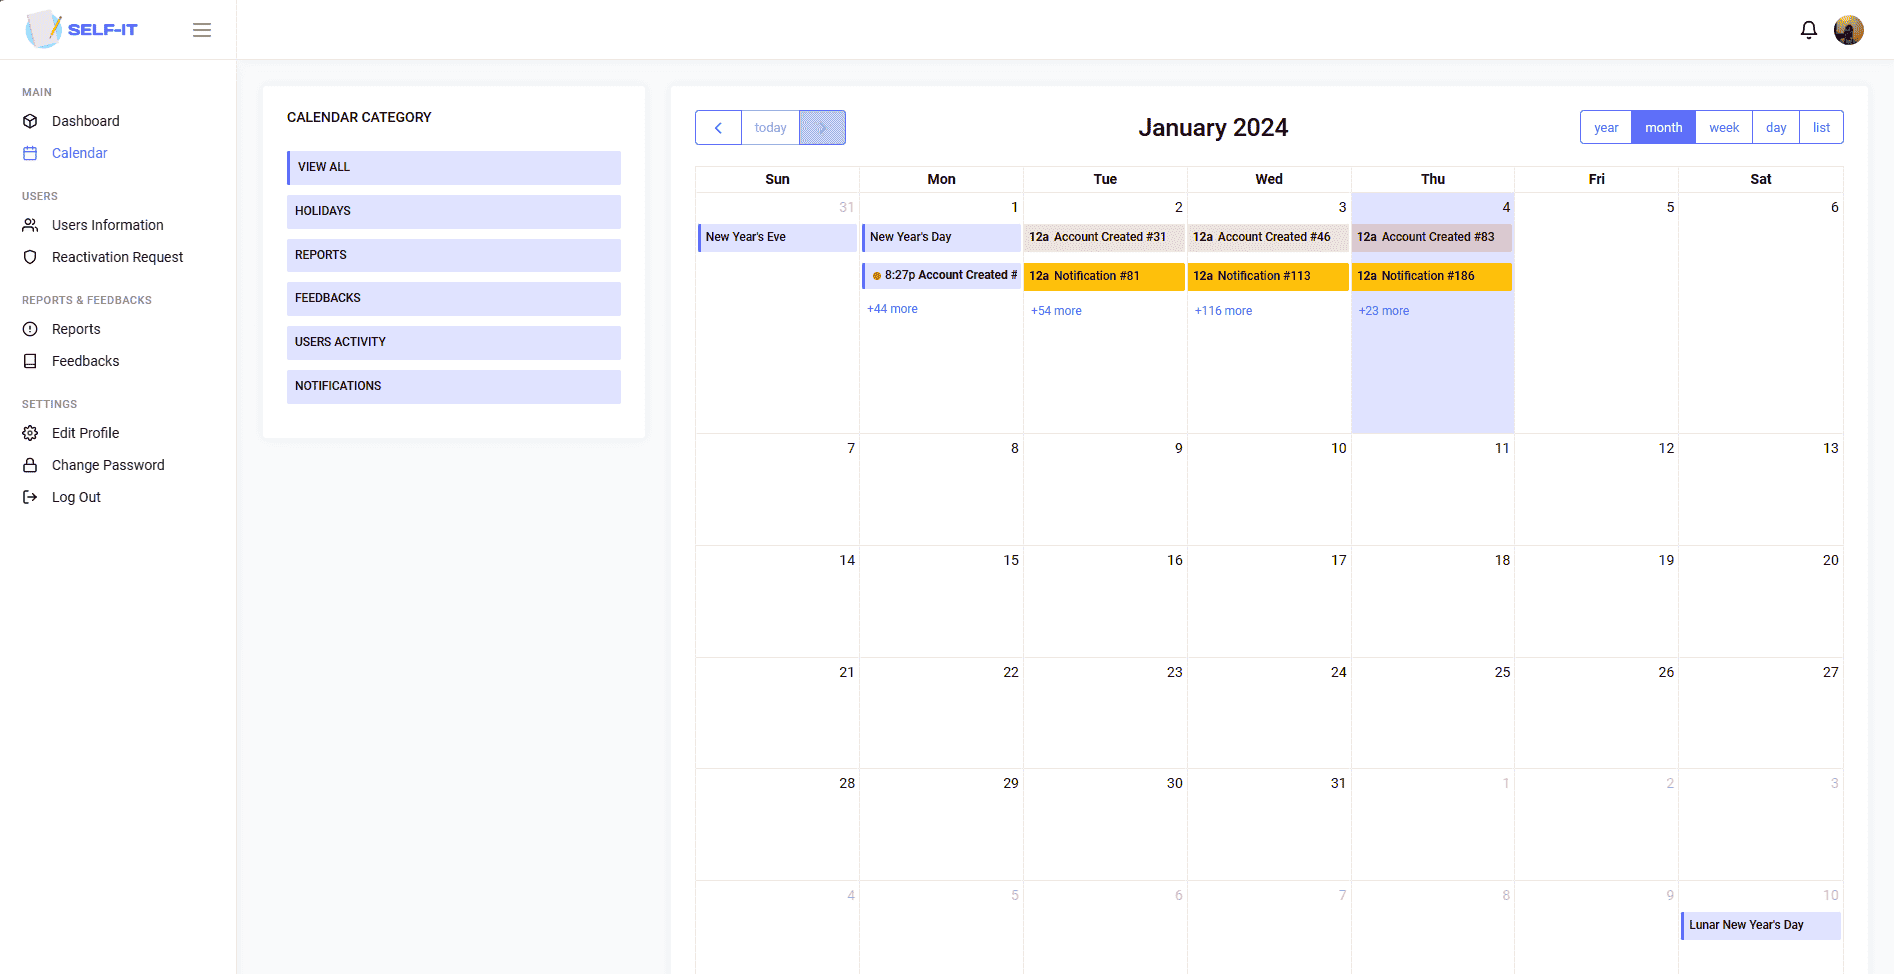 SELF-IT
MAIN
Dashboard
Calendar
USERS
Users Information
Reactivation Request
REPORTS & FEEDBACKS
Reports
Feedbacks
SETTINGS
Edit Profile
Change Password
Log Out
CALENDAR CATEGORY
VIEW ALL
HOLIDAYS
REPORTS
FEEDBACKS
USERS ACTIVITY
NOTIFICATIONS
today
January 2024
year month week day list
Sun Mon Tue Wed Thu Fri Sat
31 1 2 3 4 5 6
New Year's Eve New Year's Day 12a Account Created #31 12a Account Created #46 12a Account Created #83
8:27p Account Created # 12a Notification #81 12a Notification #113 12a Notification #186
+44 more +54 more +116 more +23 more
7 8 9 10 11 12 13
14 15 16 17 18 19 20
21 22 23 24 25 26 27
28 29 30 31 1 2 3
4 5 6 7 8 9 10
Lunar New Year's Day